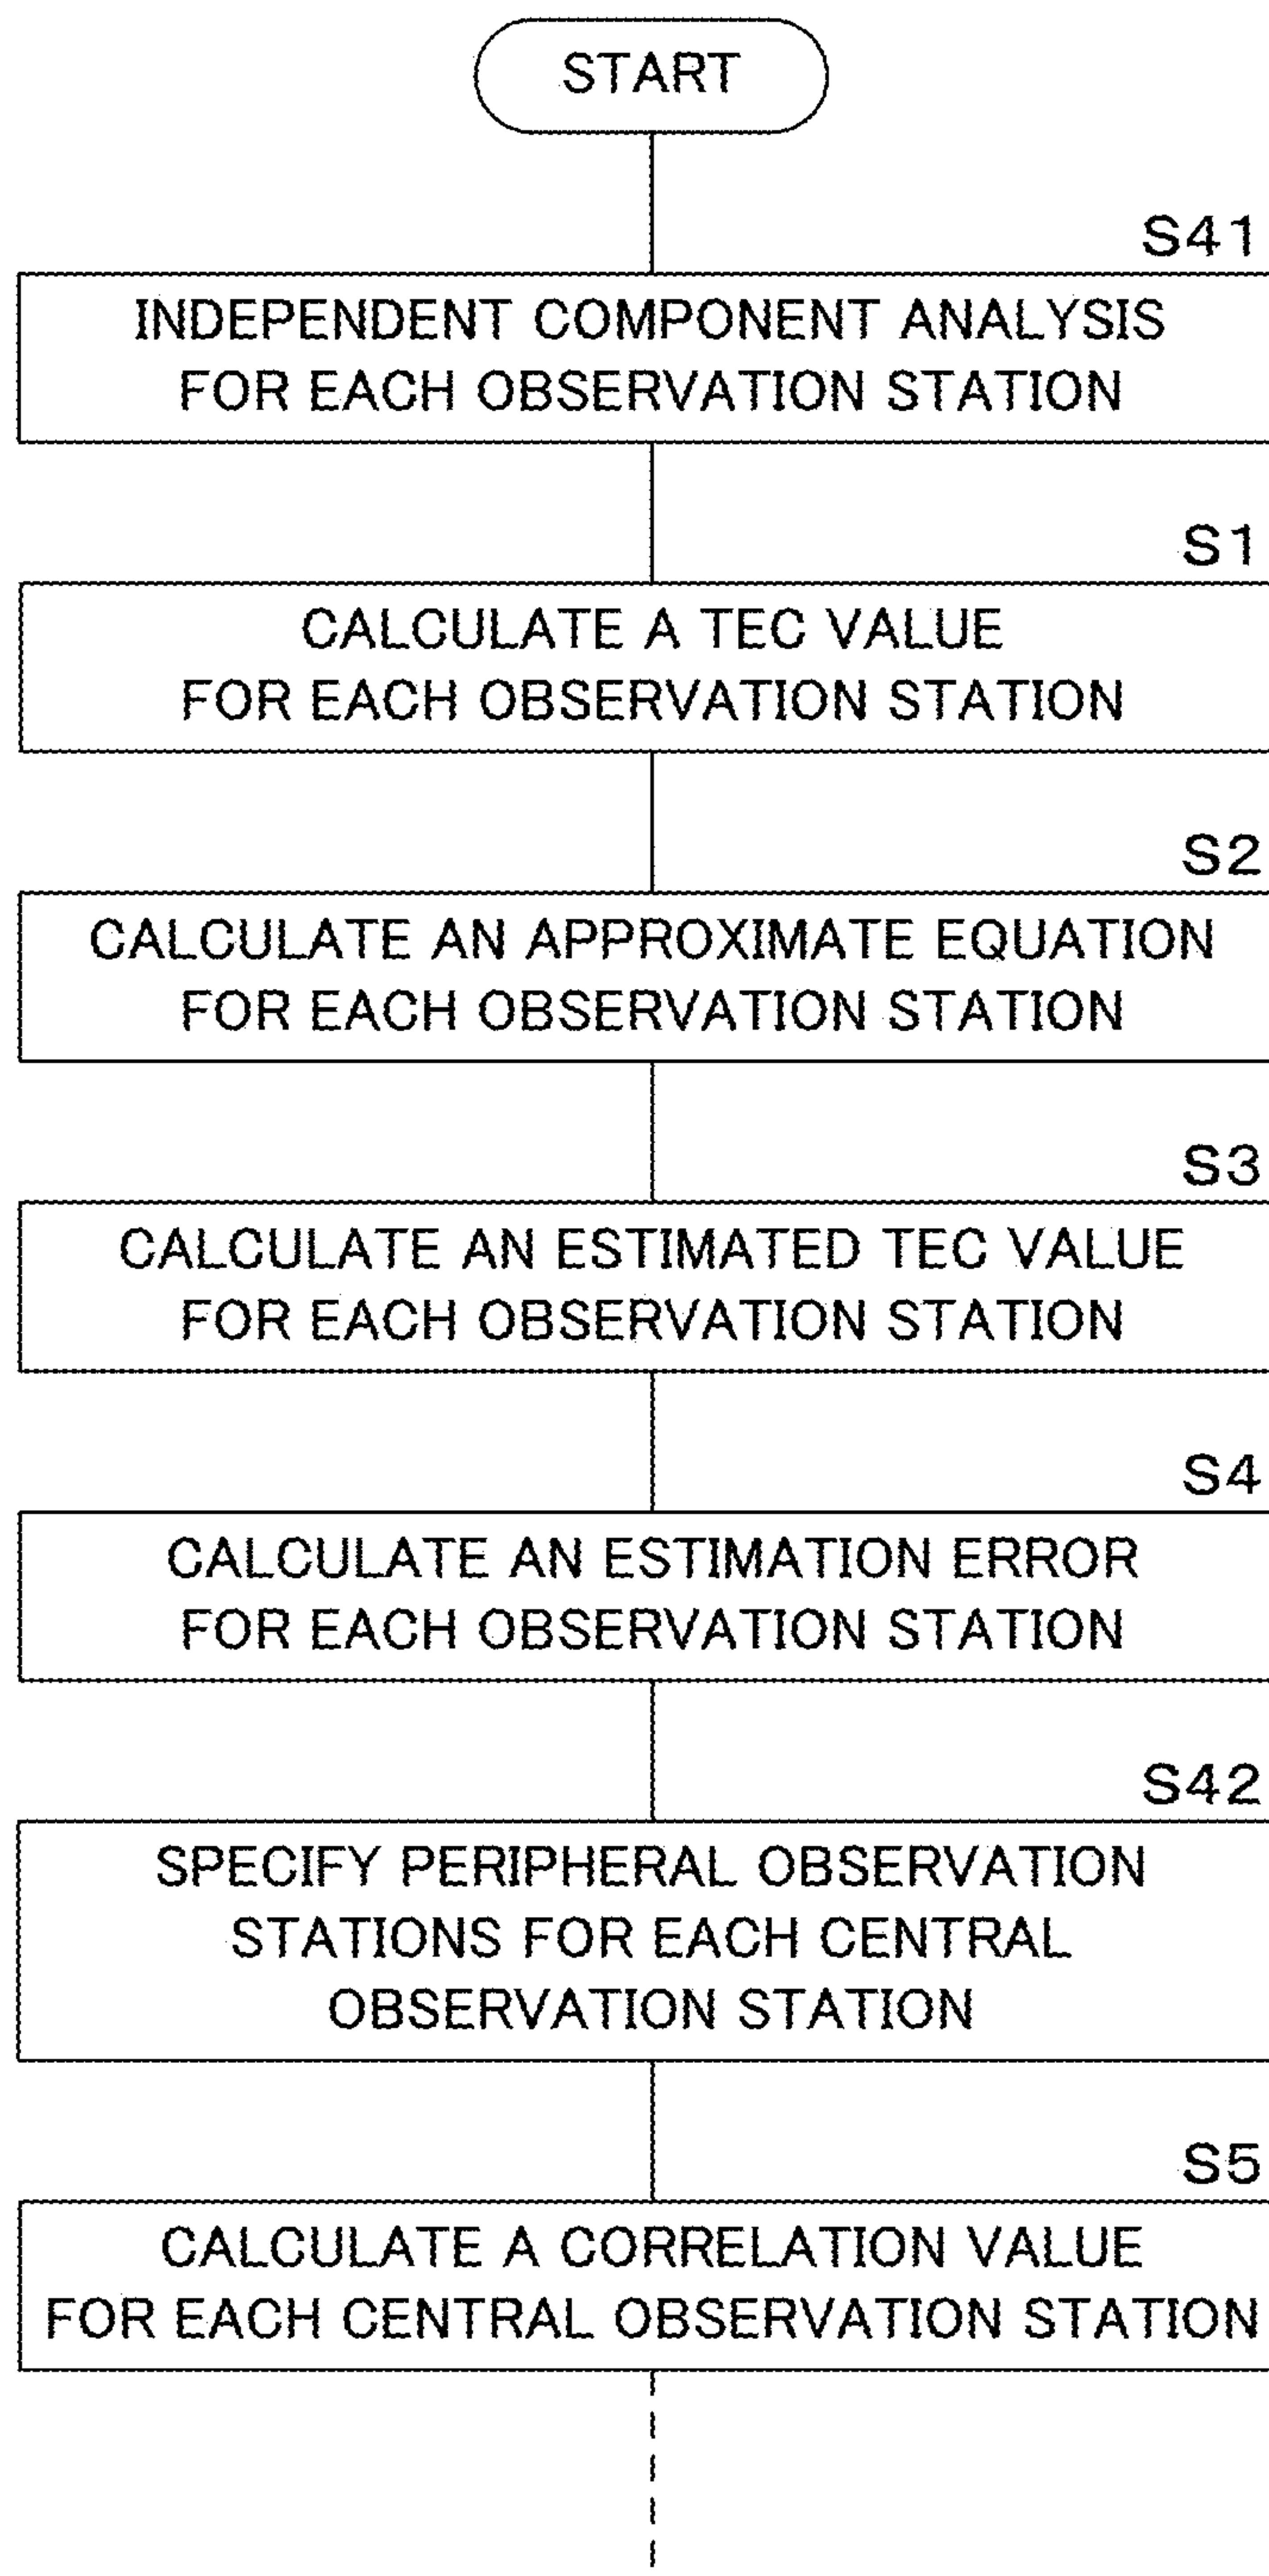 START
S41
INDEPENDENT COMPONENT ANALYSIS
FOR EACH OBSERVATION STATION
S1
CALCULATE A TEC VALUE
FOR EACH OBSERVATION STATION
S2
CALCULATE AN APPROXIMATE EQUATION
FOR EACH OBSERVATION STATION
S3
CALCULATE AN ESTIMATED TEC VALUE
FOR EACH OBSERVATION STATION
S4
CALCULATE AN ESTIMATION ERROR
FOR EACH OBSERVATION STATION
S42
SPECIFY PERIPHERAL OBSERVATION
STATIONS FOR EACH CENTRAL
OBSERVATION STATION
S5
CALCULATE A CORRELATION VALUE
FOR EACH CENTRAL OBSERVATION STATION